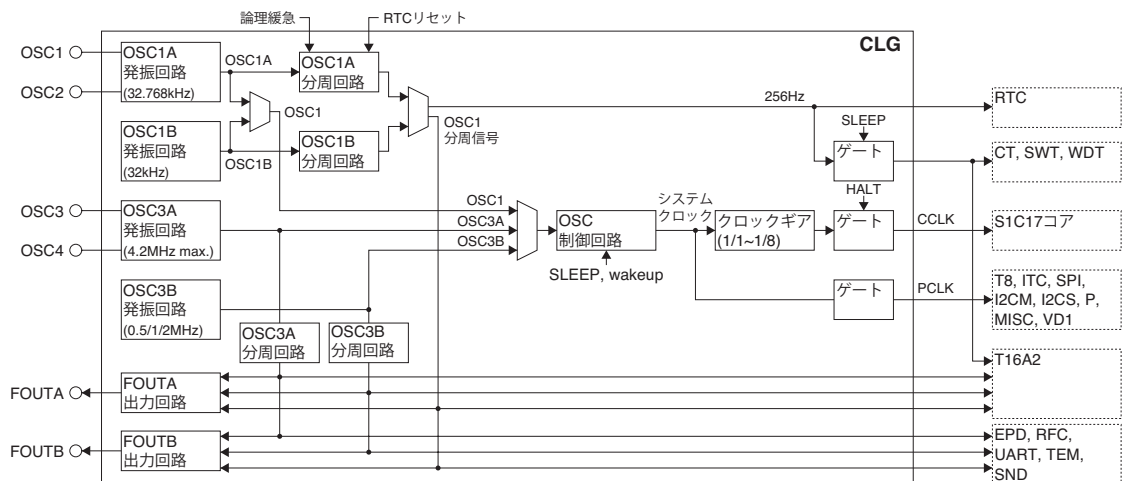 論理緩急
RTCリセット
CLG
OSC1
OSC2
OSC1A
発振回路
(32.768kHz)
OSC1A
OSC1A
分周回路
OSC1
OSC1B
発振回路
(32kHz)
OSC1B
OSC1B
分周回路
OSC1
分周信号
256Hz
RTC
SLEEP
ゲート
CT, SWT, WDT
OSC3
OSC4
OSC3A
発振回路
(4.2MHz max.)
OSC1
OSC3A
OSC3B
OSC
制御回路
SLEEP, wakeup
システム
クロック
クロックギア
(1/1~1/8)
HALT
ゲート
CCLK
S1C17コア
OSC3B
発振回路
(0.5/1/2MHz)
ゲート
PCLK
T8, ITC, SPI,
I2CM, I2CS, P,
MISC, VD1
OSC3A
分周回路
OSC3B
分周回路
T16A2
FOUTA
FOUTA
出力回路
FOUTB
FOUTB
出力回路
EPD, RFC,
UART, TEM,
SND